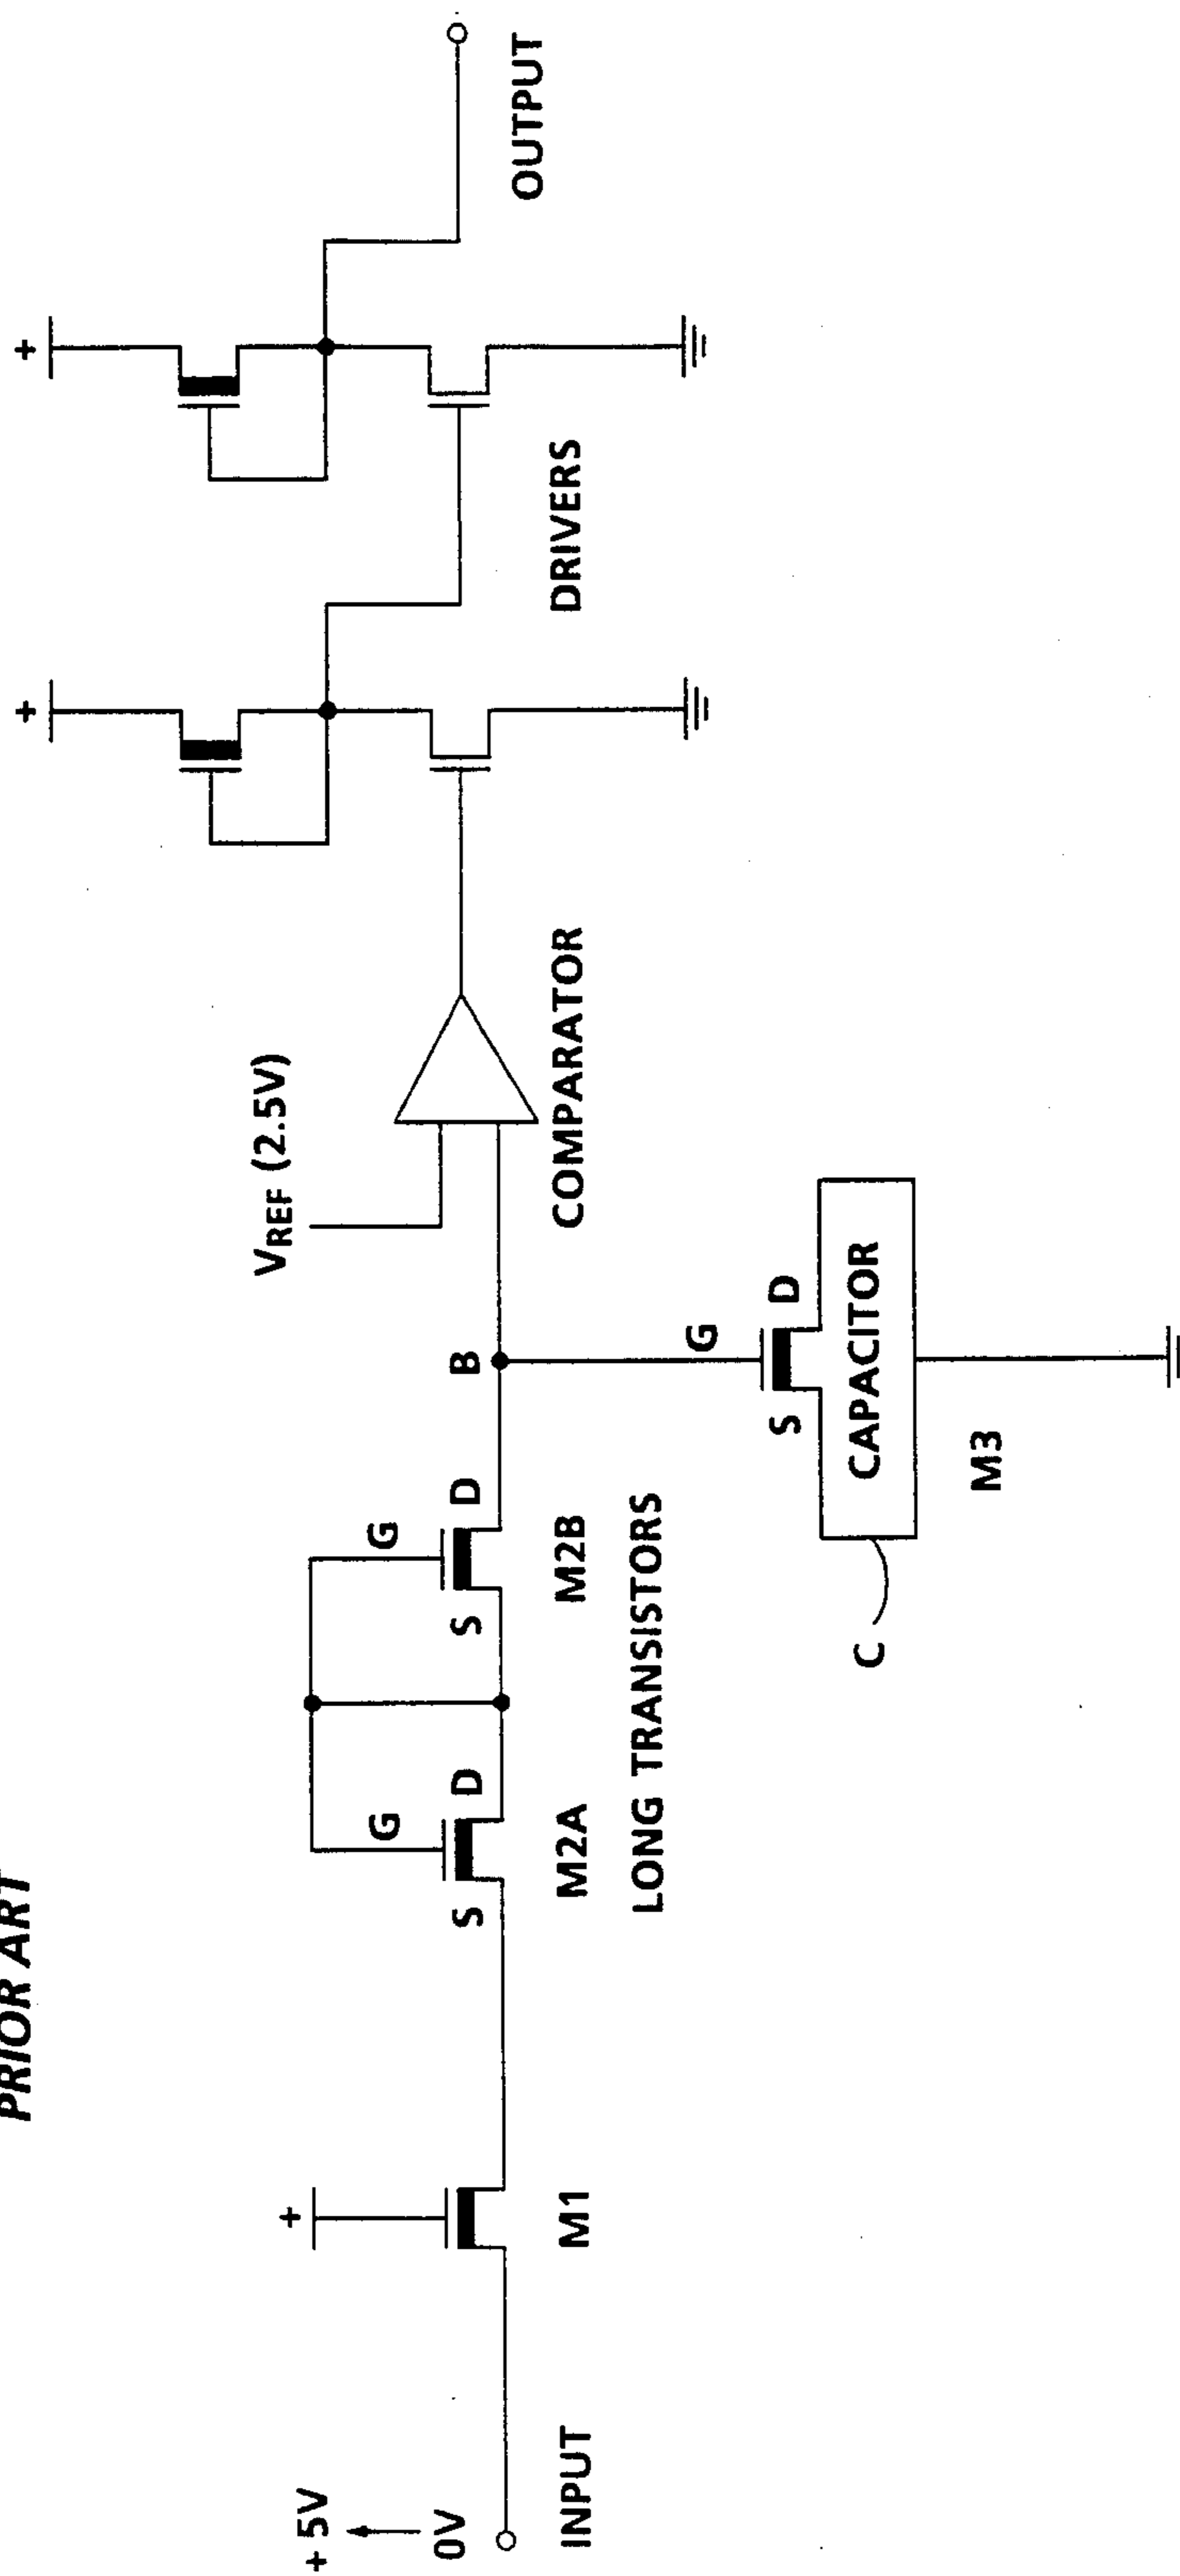 PRIOR ART
+5V
0V
INPUT
+
M1
G
S
D
M2A
G
S
D
M2B
LONG TRANSISTORS
B
G
S
D
CAPACITOR
C
M3
VREF (2.5V)
COMPARATOR
+
+
DRIVERS
OUTPUT